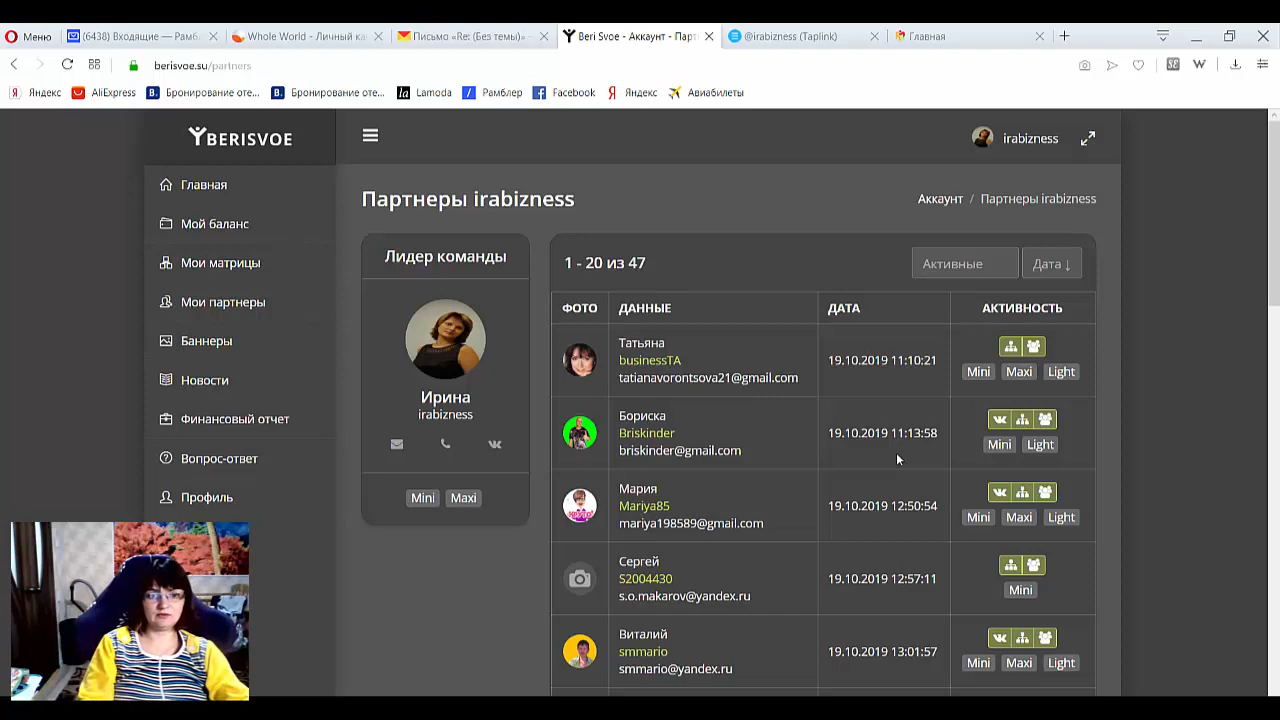 Меню
(6438) Входящие — Рамб
Whole World - Личный ка
Письмо «Re: (Без темы)» –
Beri Svoe - Аккаунт - Парт
@irabizness (Taplink)
Главная
berisvoe.su/partners
Яндекс
AliExpress
Бронирование оте...
Бронирование оте...
Lamoda
Рамблер
Facebook
Яндекс
Авиабилеты
BERISVOE
irabizness
Главная
Мой баланс
Мои матрицы
Мои партнеры
Баннеры
Новости
Финансовый отчет
Вопрос-ответ
Профиль
Партнеры irabizness
Аккаунт / Партнеры irabizness
Лидер команды
Ирина
irabizness
Mini Maxi
1 - 20 из 47
Активные
Дата ↓
ФОТО ДАННЫЕ ДАТА АКТИВНОСТЬ
Татьяна
businessTA
tatianavorontsova21@gmail.com
19.10.2019 11:10:21
Mini Maxi Light
Бориска
Briskinder
briskinder@gmail.com
19.10.2019 11:13:58
Mini Light
Мария
Mariya85
mariya198589@gmail.com
19.10.2019 12:50:54
Mini Maxi Light
Сергей
S2004430
s.o.makarov@yandex.ru
19.10.2019 12:57:11
Mini
Виталий
smmario
smmario@yandex.ru
19.10.2019 13:01:57
Mini Maxi Light